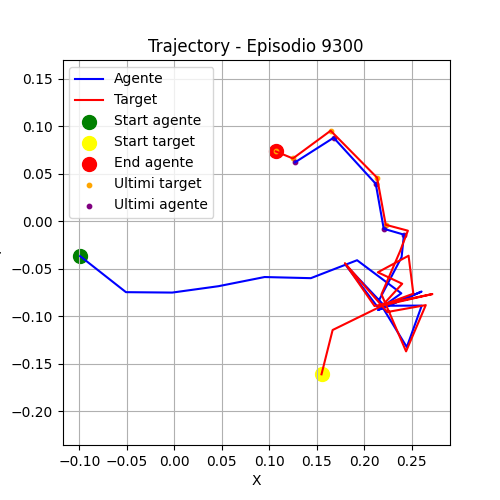 Trajectory - Episodio 9300
Agente
Target
Start agente
Start target
End agente
Ultimi target
Ultimi agente
0.15
0.10
0.05
0.00
−0.05
−0.10
−0.15
−0.20
−0.10 −0.05 0.00 0.05 0.10 0.15 0.20 0.25
X